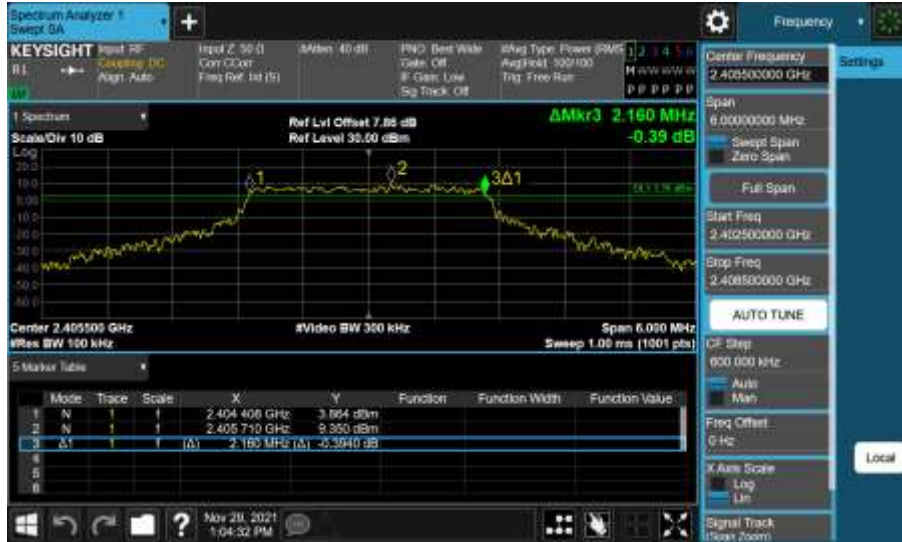 Spectrum Analyzer 1
Swept SA
Frequency
KEYSIGHT
Input: RF
Coupling: DC
Align: Auto
Input Z: 50 Ω
Corr CCorr
Freq Ref: Int (S)
#Atten: 40 dB
PNO: Best Wide
Gate: Off
IF Gain: Low
Sig Track: Off
#Avg Type: Power (RMS
Avg|Hold: 100/100
Trig: Free Run
1 2 3 4 5 6
M W W W W W
P P P P P P
1 Spectrum
Scale/Div 10 dB
Ref Lvl Offset 7.86 dB
Ref Level 30.00 dBm
ΔMkr3 2.160 MHz
-0.39 dB
Log
1
2
3Δ1
Center 2.405500 GHz
#Res BW 100 kHz
#Video BW 300 kHz
Span 6.000 MHz
Sweep 1.00 ms (1001 pts)
5 Marker Table
Mode Trace Scale X Y Function Function Width Function Value
1 N 1 f 2.404 408 GHz 3.864 dBm
2 N 1 f 2.405 710 GHz 9.350 dBm
3 Δ1 1 f (Δ) 2.160 MHz (Δ) -0.3940 dB
4
5
6
Nov 29, 2021
1:04:32 PM
Center Frequency
2.405500000 GHz
Settings
Span
6.00000000 MHz
Swept Span
Zero Span
Full Span
Start Freq
2.402500000 GHz
Stop Freq
2.408500000 GHz
AUTO TUNE
CF Step
600.000 kHz
Auto
Man
Freq Offset
0 Hz
X Axis Scale
Log
Lin
Local
Signal Track
(Span Zoom)